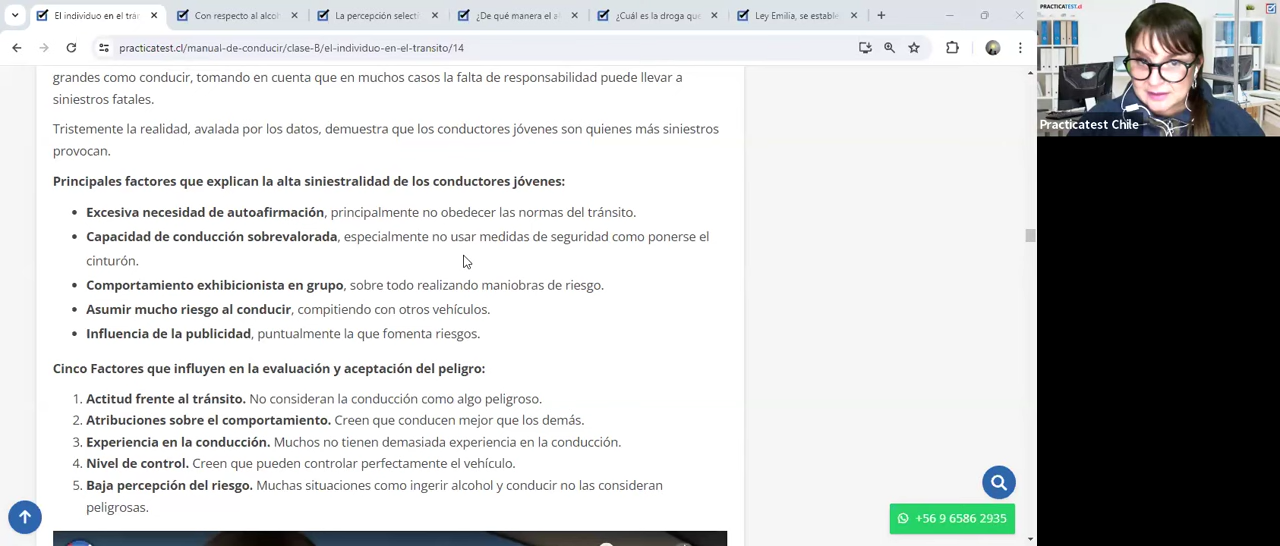 El individuo en el trán
Con respecto al alcol
La percepción selecti
¿De qué manera el al
¿Cuál es la droga que
Ley Emilia, se estable
practicatest.cl/manual-de-conducir/clase-B/el-individuo-en-el-transito/14
PRACTICATEST.cl
Practicatest Chile
grandes como conducir, tomando en cuenta que en muchos casos la falta de responsabilidad puede llevar a
siniestros fatales.
Tristemente la realidad, avalada por los datos, demuestra que los conductores jóvenes son quienes más siniestros
provocan.
Principales factores que explican la alta siniestralidad de los conductores jóvenes:
• Excesiva necesidad de autoafirmación, principalmente no obedecer las normas del tránsito.
• Capacidad de conducción sobrevalorada, especialmente no usar medidas de seguridad como ponerse el
cinturón.
• Comportamiento exhibicionista en grupo, sobre todo realizando maniobras de riesgo.
• Asumir mucho riesgo al conducir, compitiendo con otros vehículos.
• Influencia de la publicidad, puntualmente la que fomenta riesgos.
Cinco Factores que influyen en la evaluación y aceptación del peligro:
1. Actitud frente al tránsito. No consideran la conducción como algo peligroso.
2. Atribuciones sobre el comportamiento. Creen que conducen mejor que los demás.
3. Experiencia en la conducción. Muchos no tienen demasiada experiencia en la conducción.
4. Nivel de control. Creen que pueden controlar perfectamente el vehículo.
5. Baja percepción del riesgo. Muchas situaciones como ingerir alcohol y conducir no las consideran
peligrosas.
+56 9 6586 2935